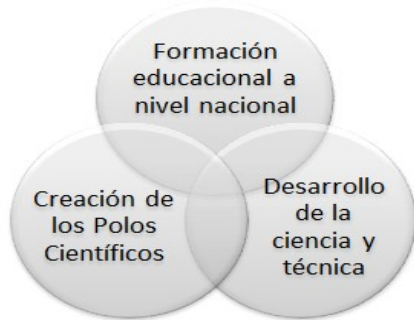 Formación
educacional a
nivel nacional
Creación de
los Polos
Científicos
Desarrollo
de la
ciencia y
técnica